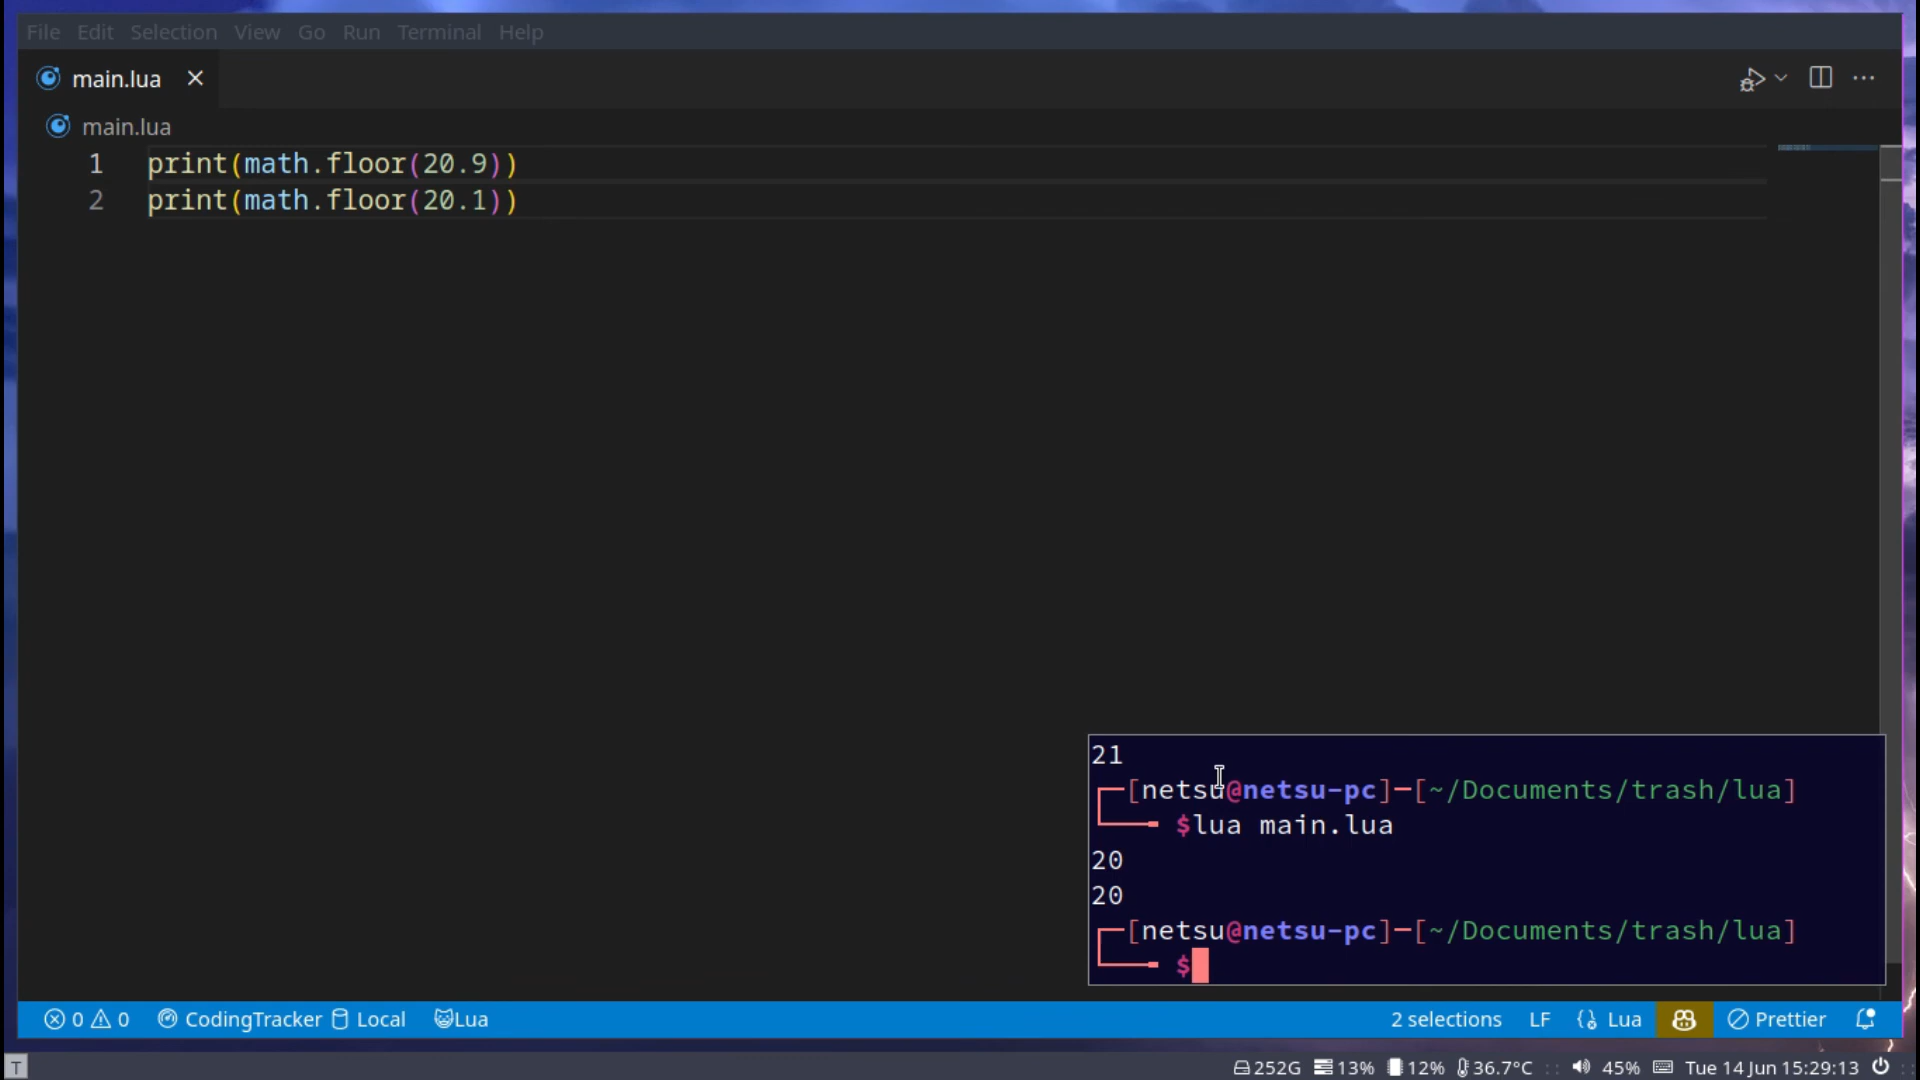 File Edit Selection View Go Run Terminal Help
main.lua
main.lua
1 print(math.floor(20.9))
2 print(math.floor(20.1))
21
[netsu@netsu-pc]-[~/Documents/trash/lua]
$lua main.lua
20
20
[netsu@netsu-pc]-[~/Documents/trash/lua]
$
0 0 CodingTracker Local Lua 2 selections LF Lua Prettier
T 252G 13% 12% 36.7°C 45% Tue 14 Jun 15:29:13